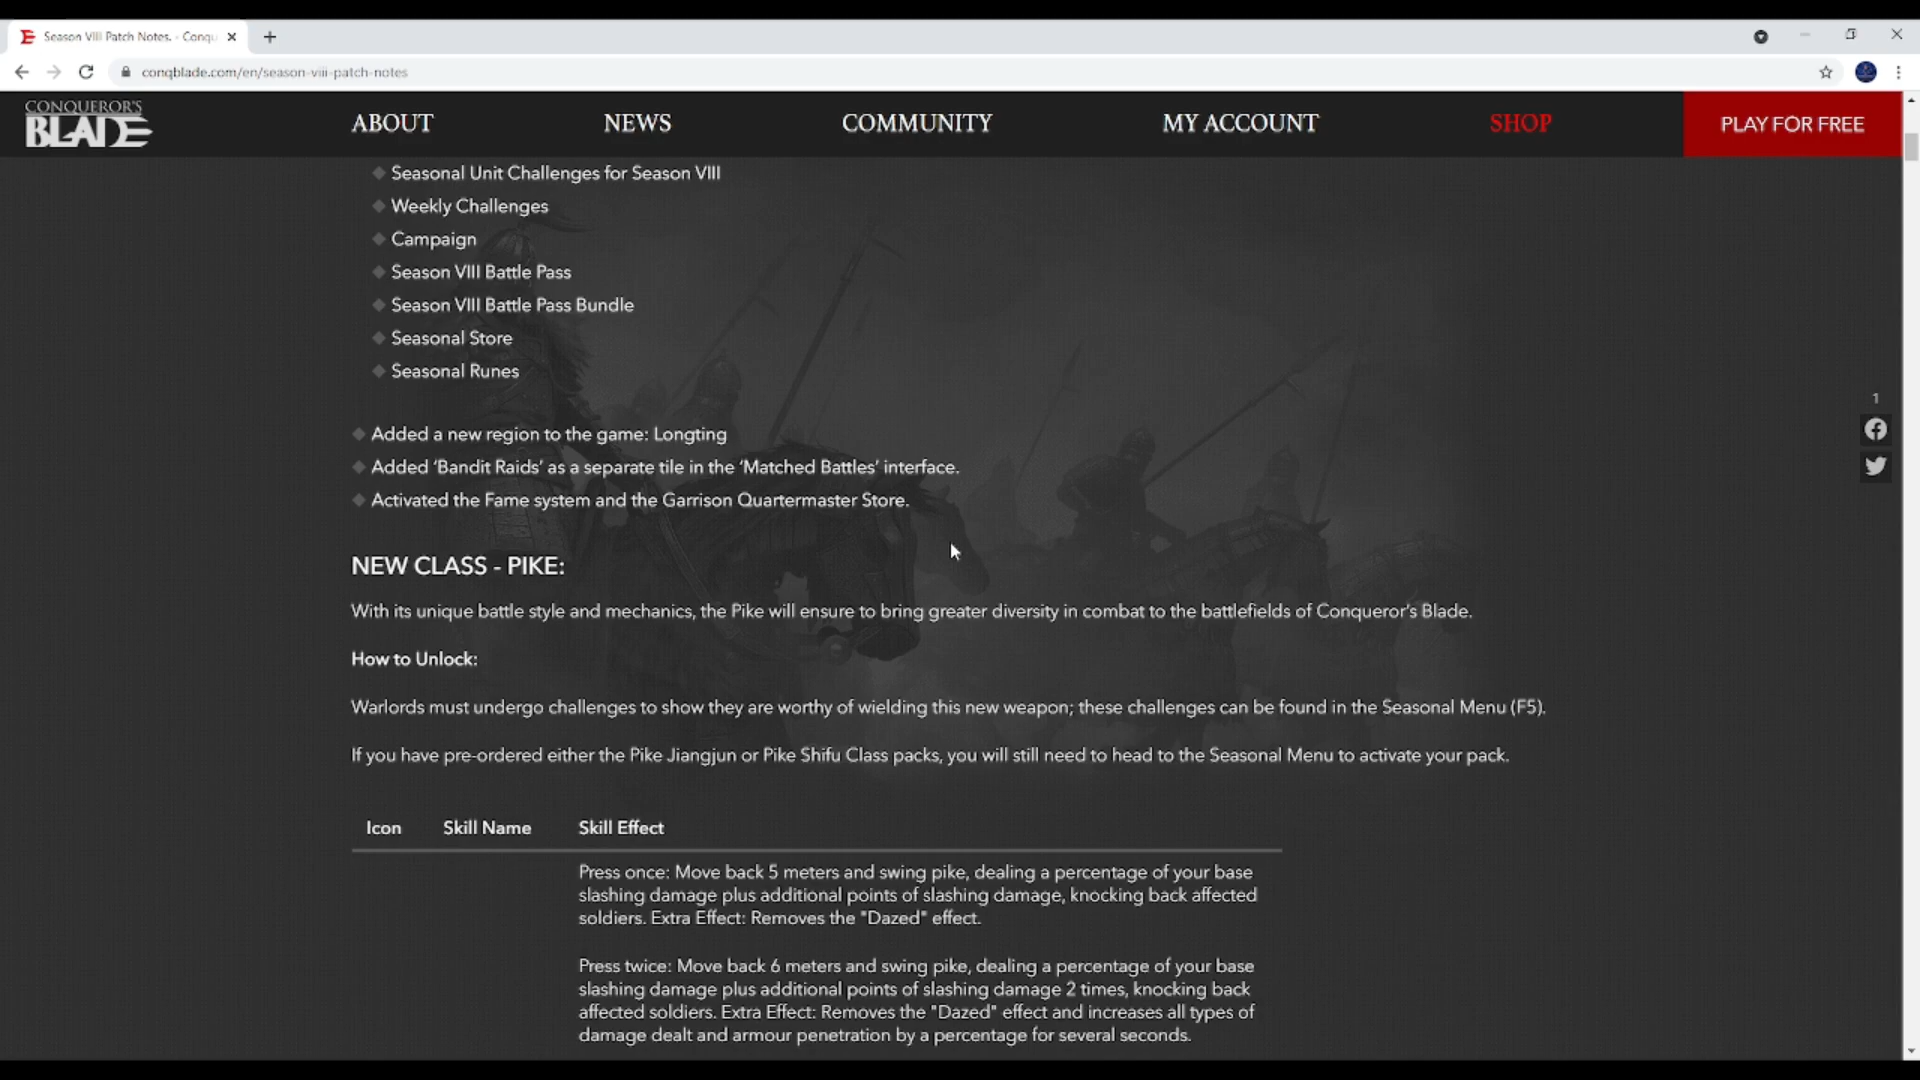 Season VIII Patch Notes. - Conqu
conqblade.com/en/season-viii-patch-notes
CONQUEROR'S
BLADE
ABOUT
NEWS
COMMUNITY
MY ACCOUNT
SHOP
PLAY FOR FREE
Seasonal Unit Challenges for Season VIII
Weekly Challenges
Campaign
Season VIII Battle Pass
Season VIII Battle Pass Bundle
Seasonal Store
Seasonal Runes
1
Added a new region to the game: Longting
Added 'Bandit Raids' as a separate tile in the 'Matched Battles' interface.
Activated the Fame system and the Garrison Quartermaster Store.
NEW CLASS - PIKE:
With its unique battle style and mechanics, the Pike will ensure to bring greater diversity in combat to the battlefields of Conqueror's Blade.
How to Unlock:
Warlords must undergo challenges to show they are worthy of wielding this new weapon; these challenges can be found in the Seasonal Menu (F5).
If you have pre-ordered either the Pike Jiangjun or Pike Shifu Class packs, you will still need to head to the Seasonal Menu to activate your pack.
Icon
Skill Name
Skill Effect
Press once: Move back 5 meters and swing pike, dealing a percentage of your base
slashing damage plus additional points of slashing damage, knocking back affected
soldiers. Extra Effect: Removes the "Dazed" effect.
Press twice: Move back 6 meters and swing pike, dealing a percentage of your base
slashing damage plus additional points of slashing damage 2 times, knocking back
affected soldiers. Extra Effect: Removes the "Dazed" effect and increases all types of
damage dealt and armour penetration by a percentage for several seconds.